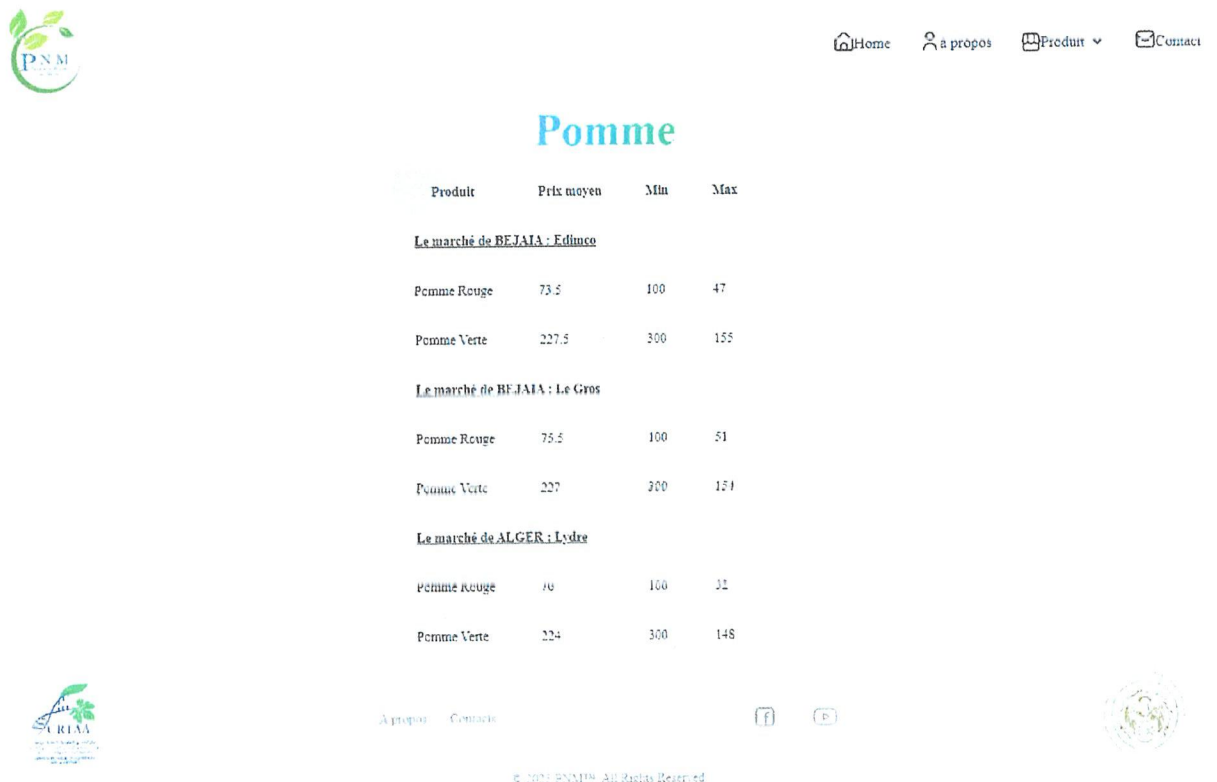 PNM
Home à propos Produit Contact
Pomme
Produit Prix moyen Min Max
Le marché de BEJAIA : Edimco
Pomme Rouge 73.5 100 47
Pomme Verte 227.5 300 155
Le marché de BEJAIA : Le Gros
Pomme Rouge 75.5 100 51
Pomme Verte 227 300 154
Le marché de ALGER : Lydre
Pomme Rouge 100
Pomme Verte 224 300 148
CRIAA
À propos Contacts
All Rights Reserved